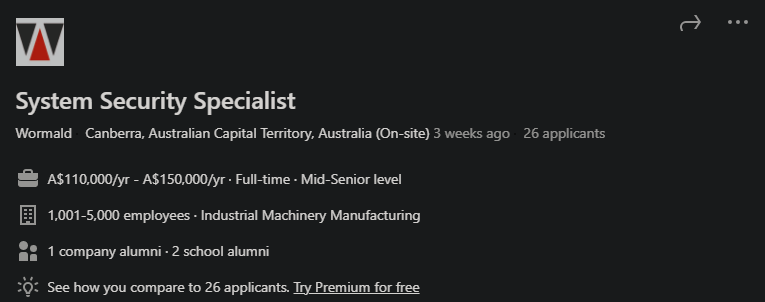 System Security Specialist
Wormald · Canberra, Australian Capital Territory, Australia (On-site) 3 weeks ago · 26 applicants
A$110,000/yr - A$150,000/yr · Full-time · Mid-Senior level
1,001-5,000 employees · Industrial Machinery Manufacturing
1 company alumni · 2 school alumni
See how you compare to 26 applicants. Try Premium for free